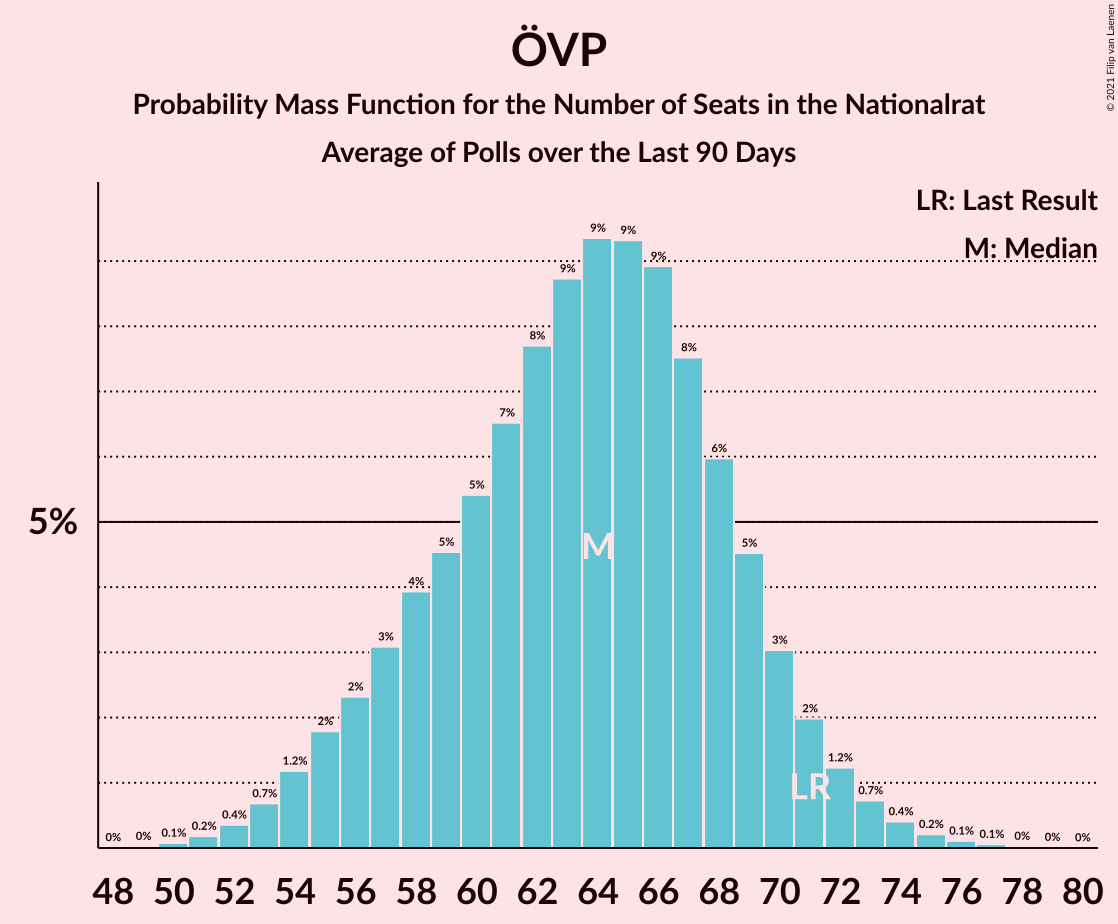 ÖVP
Probability Mass Function for the Number of Seats in the Nationalrat
Average of Polls over the Last 90 Days
© 2021 Filip van Laenen
LR: Last Result
M: Median
5%
0% 0% 0.1% 0.2% 0.4% 0.7% 1.2% 2% 2% 3% 4% 5% 5% 7% 8% 9% 9% 9% 9% 8% 6% 5% 3% 2% 1.2% 0.7% 0.4% 0.2% 0.1% 0.1% 0% 0% 0%
M
LR
48 50 52 54 56 58 60 62 64 66 68 70 72 74 76 78 80